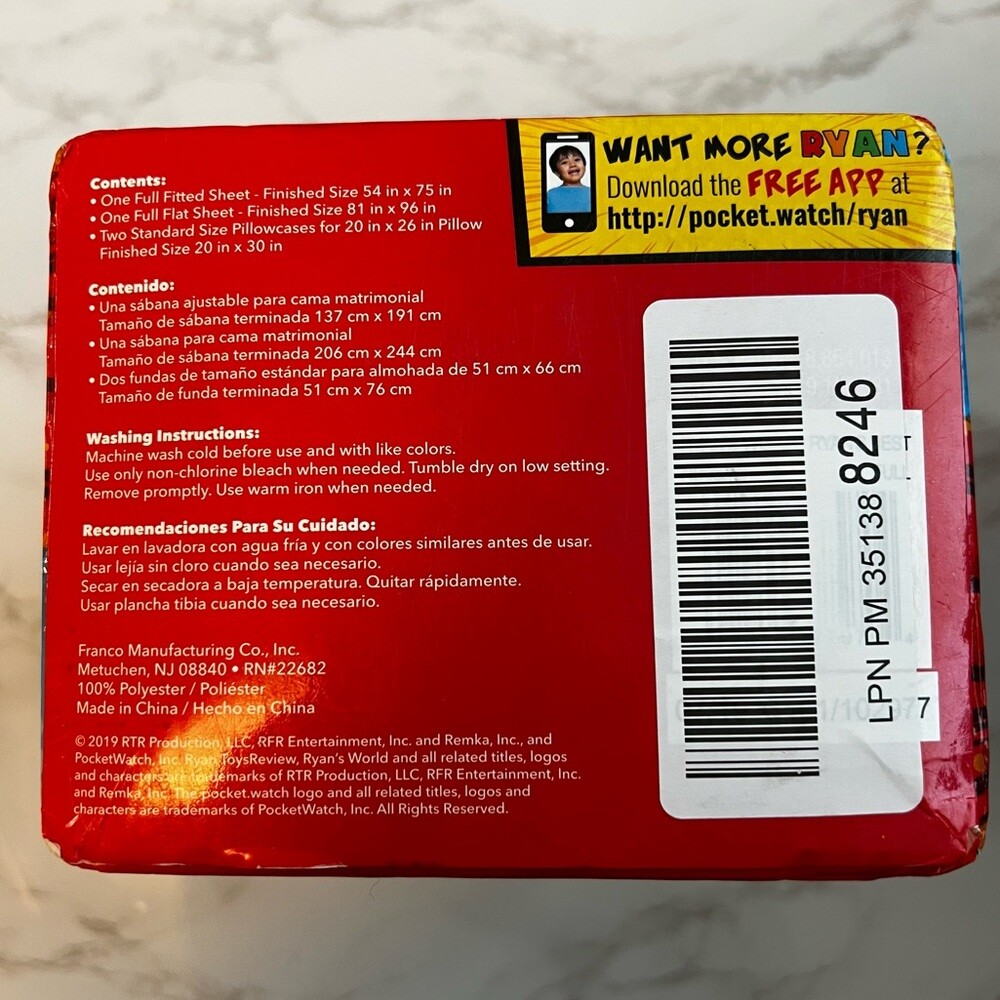 Contents:
• One Full Fitted Sheet - Finished Size 54 in x 75 in
• One Full Flat Sheet - Finished Size 81 in x 96 in
• Two Standard Size Pillowcases for 20 in x 26 in Pillow
Finished Size 20 in x 30 in
Contenido:
• Una sábana ajustable para cama matrimonial
Tamaño de sábana terminada 137 cm x 191 cm
• Una sábana para cama matrimonial
Tamaño de sábana terminada 206 cm x 244 cm
• Dos fundas de tamaño estándar para almohada de 51 cm x 66 cm
Tamaño de funda terminada 51 cm x 76 cm
Washing Instructions:
Machine wash cold before use and with like colors.
Use only non-chlorine bleach when needed. Tumble dry on low setting.
Remove promptly. Use warm iron when needed.
Recomendaciones Para Su Cuidado:
Lavar en lavadora con agua fría y con colores similares antes de usar.
Usar lejía sin cloro cuando sea necesario.
Secar en secadora a baja temperatura. Quitar rápidamente.
Usar plancha tibia cuando sea necesario.
Franco Manufacturing Co., Inc.
Metuchen, NJ 08840 • RN#22682
100% Polyester / Poliéster
Made in China / Hecho en China
© 2019 RTR Production, LLC, RFR Entertainment, Inc. and Remka, Inc., and
PocketWatch, Inc. Ryan ToysReview, Ryan's World and all related titles, logos
and characters are trademarks of RTR Production, LLC, RFR Entertainment, Inc.
and Remka, Inc. The pocket.watch logo and all related titles, logos and
characters are trademarks of PocketWatch, Inc. All Rights Reserved.
WANT MORE RYAN?
Download the FREE APP at
http://pocket.watch/ryan
LPN PM 35138 8246
T
7